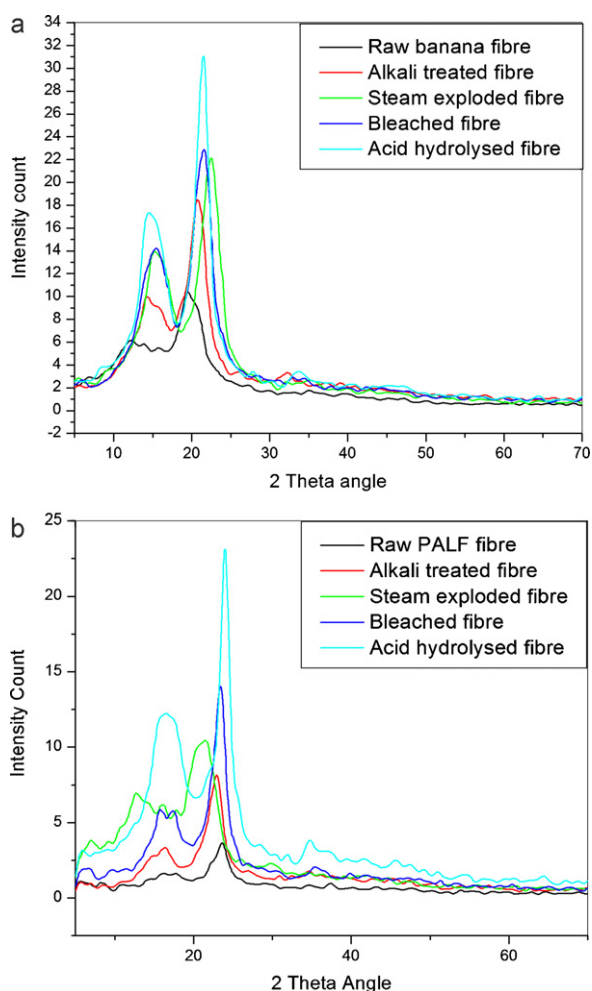 a
34
32
30
28
26
24
22
20
18
16
14
12
10
8
6
4
2
0
-2
Intensity count
Raw banana fibre
Alkali treated fibre
Steam exploded fibre
Bleached fibre
Acid hydrolysed fibre
10 20 30 40 50 60 70
2 Theta angle
b
25
20
15
10
5
0
Intensity Count
Raw PALF fibre
Alkali treated fibre
Steam exploded fibre
Bleached fibre
Acid hydrolysed fibre
20 40 60
2 Theta Angle